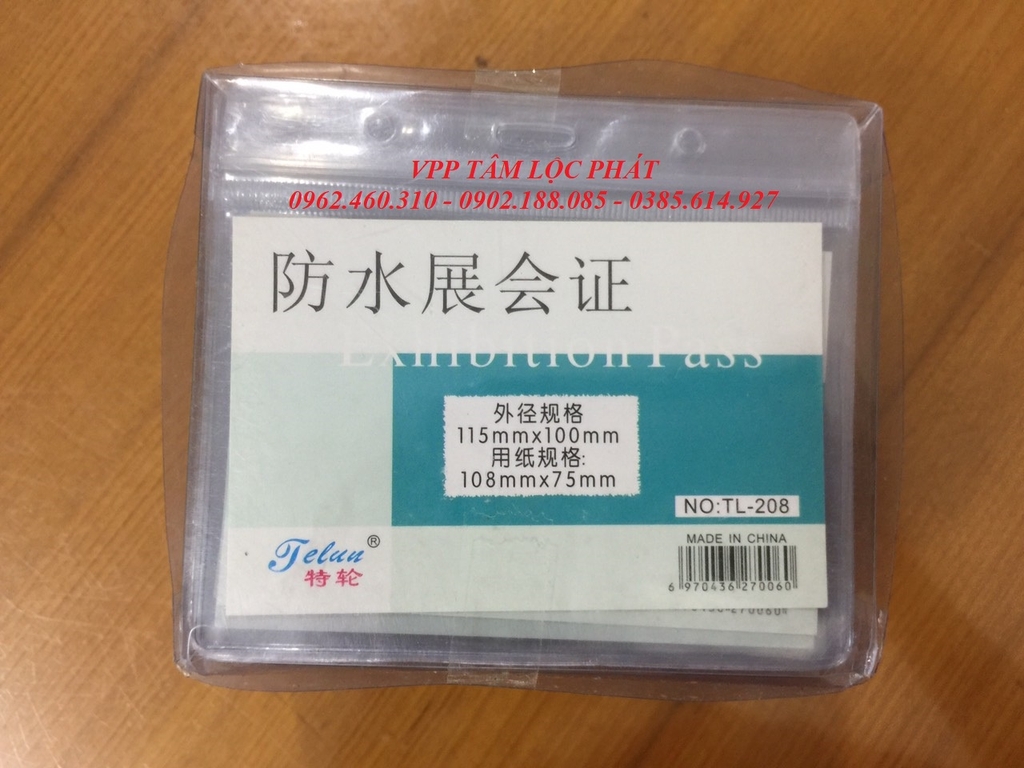 VPP TÂM LỘC PHÁT
0962.460.310 - 0902.188.085 - 0385.614.927
防水展会证
Exhibition Pass
外径规格
115mmx100mm
用纸规格:
108mmx75mm
NO:TL-208
MADE IN CHINA
Telun®
特轮
6 970436 270060